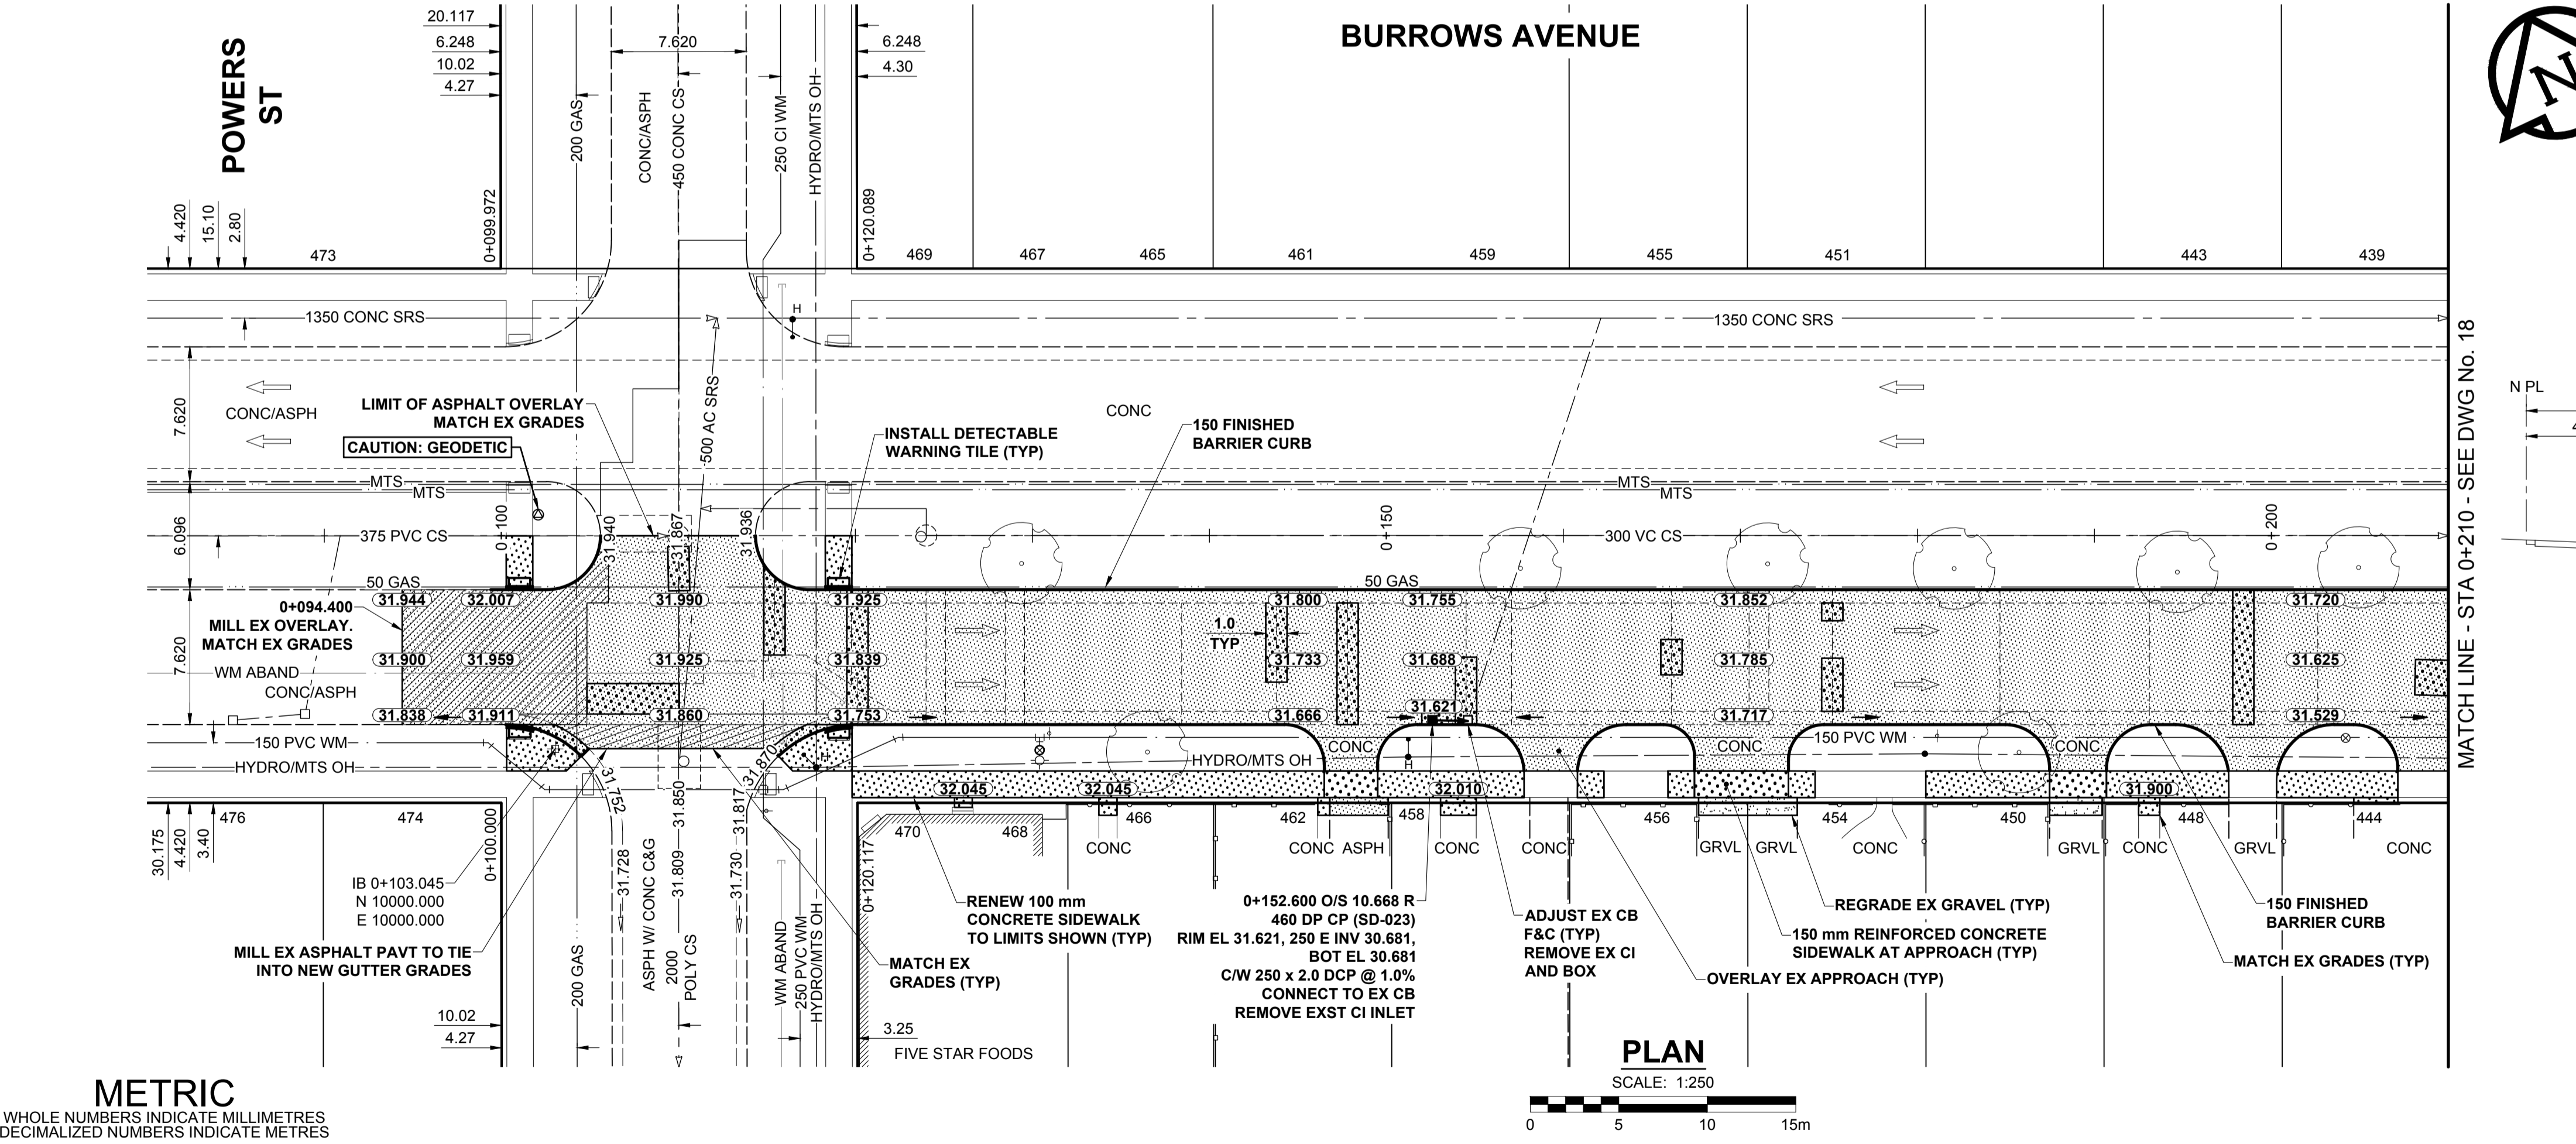 POWERS
ST
BURROWS AVENUE
N
20.117
6.248
10.02
4.27
7.620
6.248
4.30
200 GAS
CONC/ASPH
450 CONC CS
250 CI WM
HYDRO/MTS OH
4.420
15.10
2.80
0+099.972
0+120.089
473
469
467
465
461
459
455
451
443
439
1350 CONC SRS
H
1350 CONC SRS
7.620
CONC/ASPH
LIMIT OF ASPHALT OVERLAY
MATCH EX GRADES
CAUTION: GEODETIC
500 AC SRS
INSTALL DETECTABLE
WARNING TILE (TYP)
CONC
150 FINISHED
BARRIER CURB
MTS
MTS
MTS
MTS
6.096
375 PVC CS
0+100
31.940
31.867
31.936
0+150
300 VC CS
0+200
50 GAS
50 GAS
0+094.400
MILL EX OVERLAY.
MATCH EX GRADES
7.620
31.944
32.007
31.990
31.925
31.800
31.755
31.852
31.720
1.0
TYP
31.900
31.959
31.925
31.839
31.733
31.688
31.785
31.625
WM ABAND
CONC/ASPH
31.838
31.911
31.860
31.753
31.666
31.621
31.717
31.529
150 PVC WM
HYDRO/MTS OH
HYDRO/MTS OH
CONC
H
CONC
150 PVC WM
CONC
31.752
31.850
31.817
31.870
32.045
32.045
32.010
31.900
476
474
470
468
466
462
458
456
454
450
448
444
30.175
4.420
3.40
0+100.000
0+120.117
31.728
31.809
31.730
CONC
CONC
ASPH
CONC
CONC
GRVL
GRVL
CONC
GRVL
CONC
GRVL
CONC
IB 0+103.045
N 10000.000
E 10000.000
MILL EX ASPHALT PAVT TO TIE
INTO NEW GUTTER GRADES
200 GAS
ASPH W/ CONC C&G
2000
POLY CS
WM ABAND
250 PVC WM
HYDRO/MTS OH
MATCH EX
GRADES (TYP)
RENEW 100 mm
CONCRETE SIDEWALK
TO LIMITS SHOWN (TYP)
0+152.600 O/S 10.668 R
460 DP CP (SD-023)
RIM EL 31.621, 250 E INV 30.681,
BOT EL 30.681
C/W 250 x 2.0 DCP @ 1.0%
CONNECT TO EX CB
REMOVE EXST CI INLET
ADJUST EX CB
F&C (TYP)
REMOVE EX CI
AND BOX
OVERLAY EX APPROACH (TYP)
150 mm REINFORCED CONCRETE
SIDEWALK AT APPROACH (TYP)
REGRADE EX GRAVEL (TYP)
150 FINISHED
BARRIER CURB
MATCH EX GRADES (TYP)
10.02
4.27
3.25
FIVE STAR FOODS
MATCH LINE - STA 0+210 - SEE DWG No. 18
N PL
PLAN
SCALE: 1:250
0 5 10 15m
METRIC
WHOLE NUMBERS INDICATE MILLIMETRES
DECIMALIZED NUMBERS INDICATE METRES